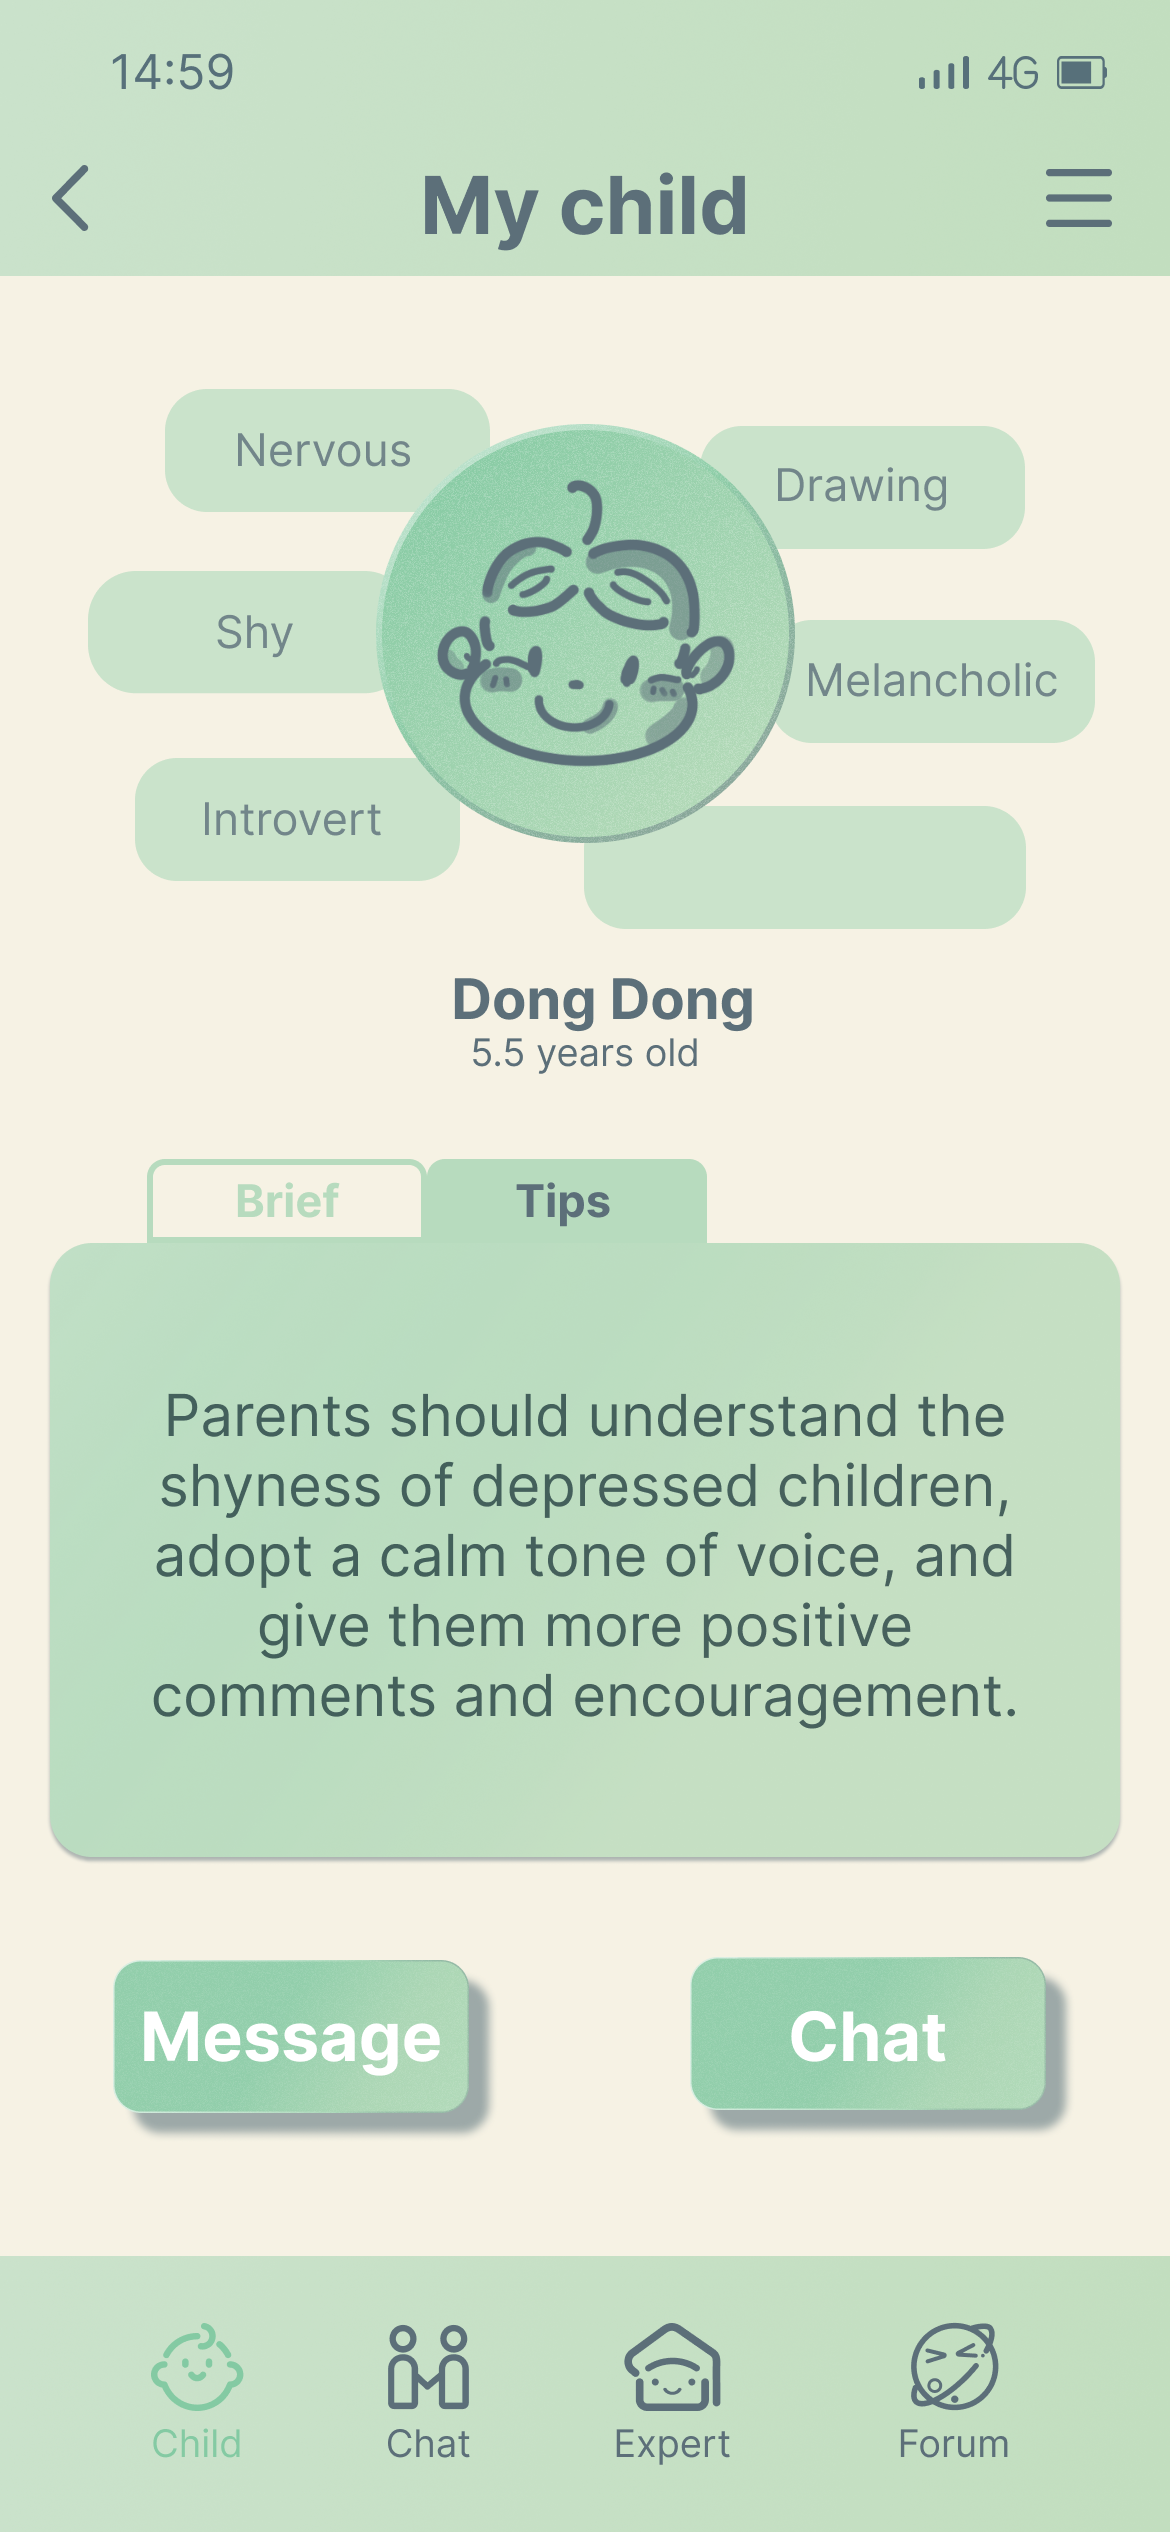 14:59
4G
My child
Nervous
Drawing
Shy
Melancholic
Introvert
Dong Dong
5.5 years old
Brief
Tips
Parents should understand the
shyness of depressed children,
adopt a calm tone of voice, and
give them more positive
comments and encouragement.
Message
Chat
Child
Chat
Expert
Forum